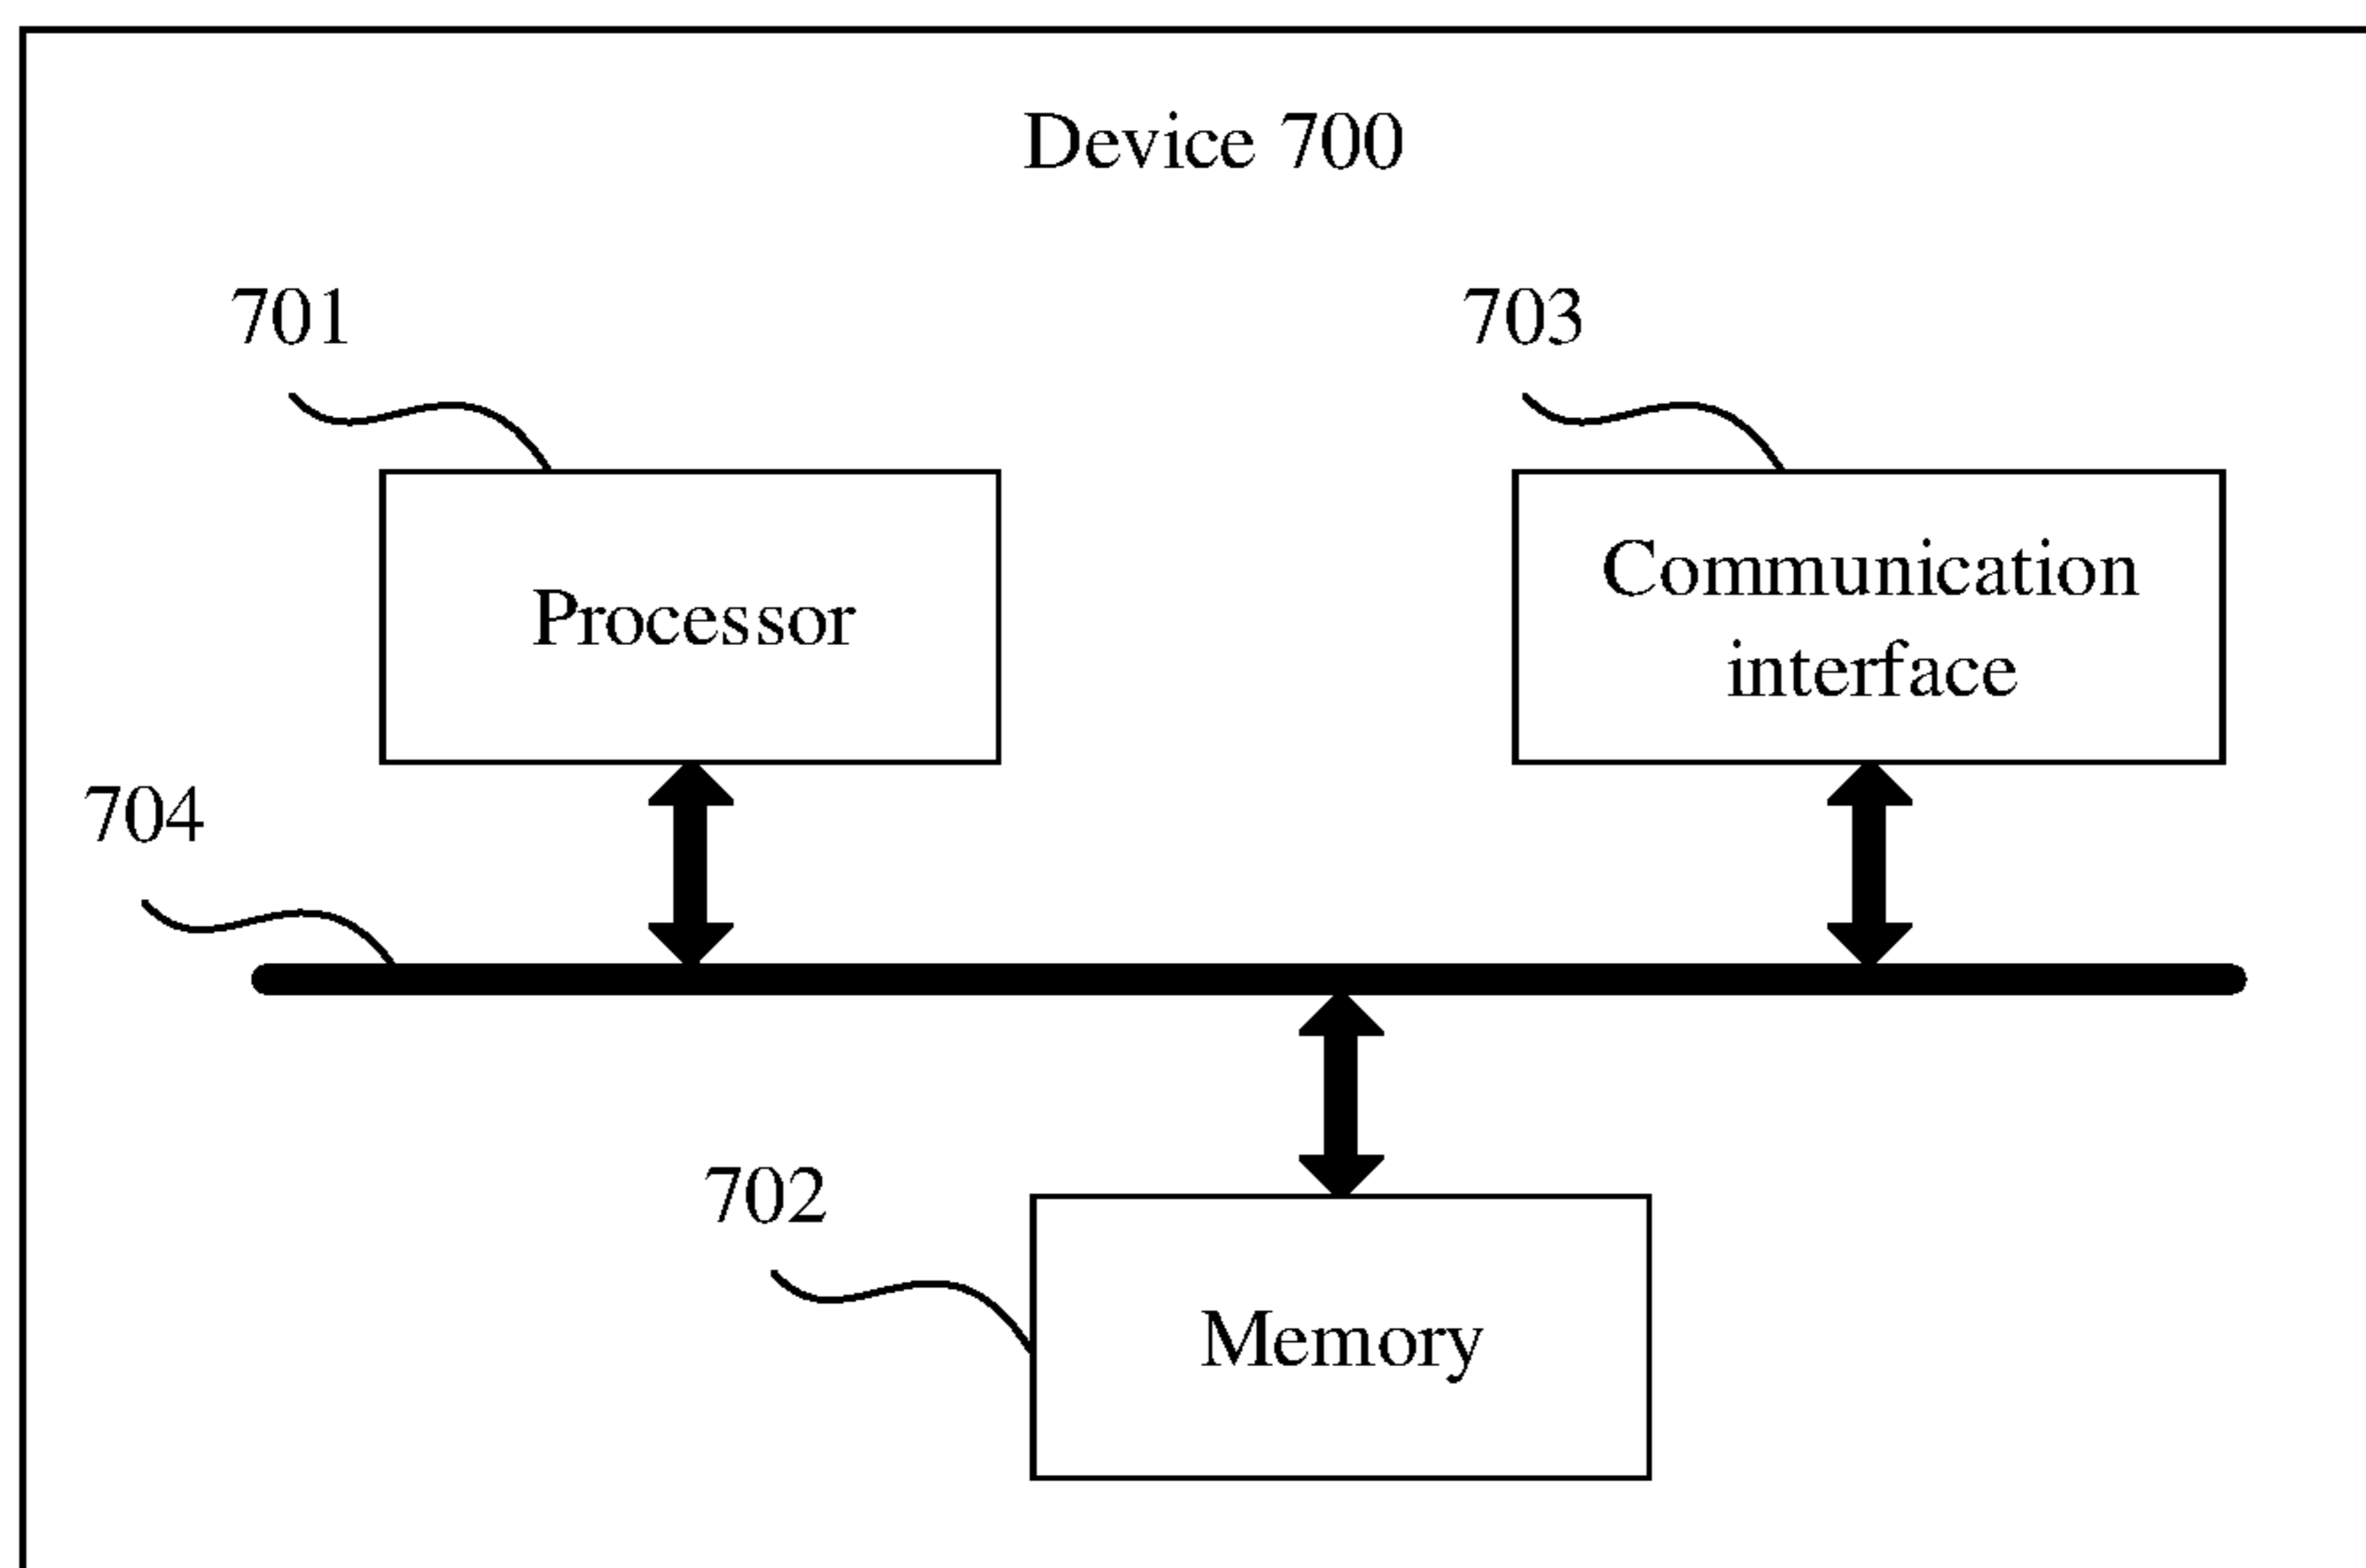 Device 700
701
703
Processor
Communication
interface
704
702
Memory